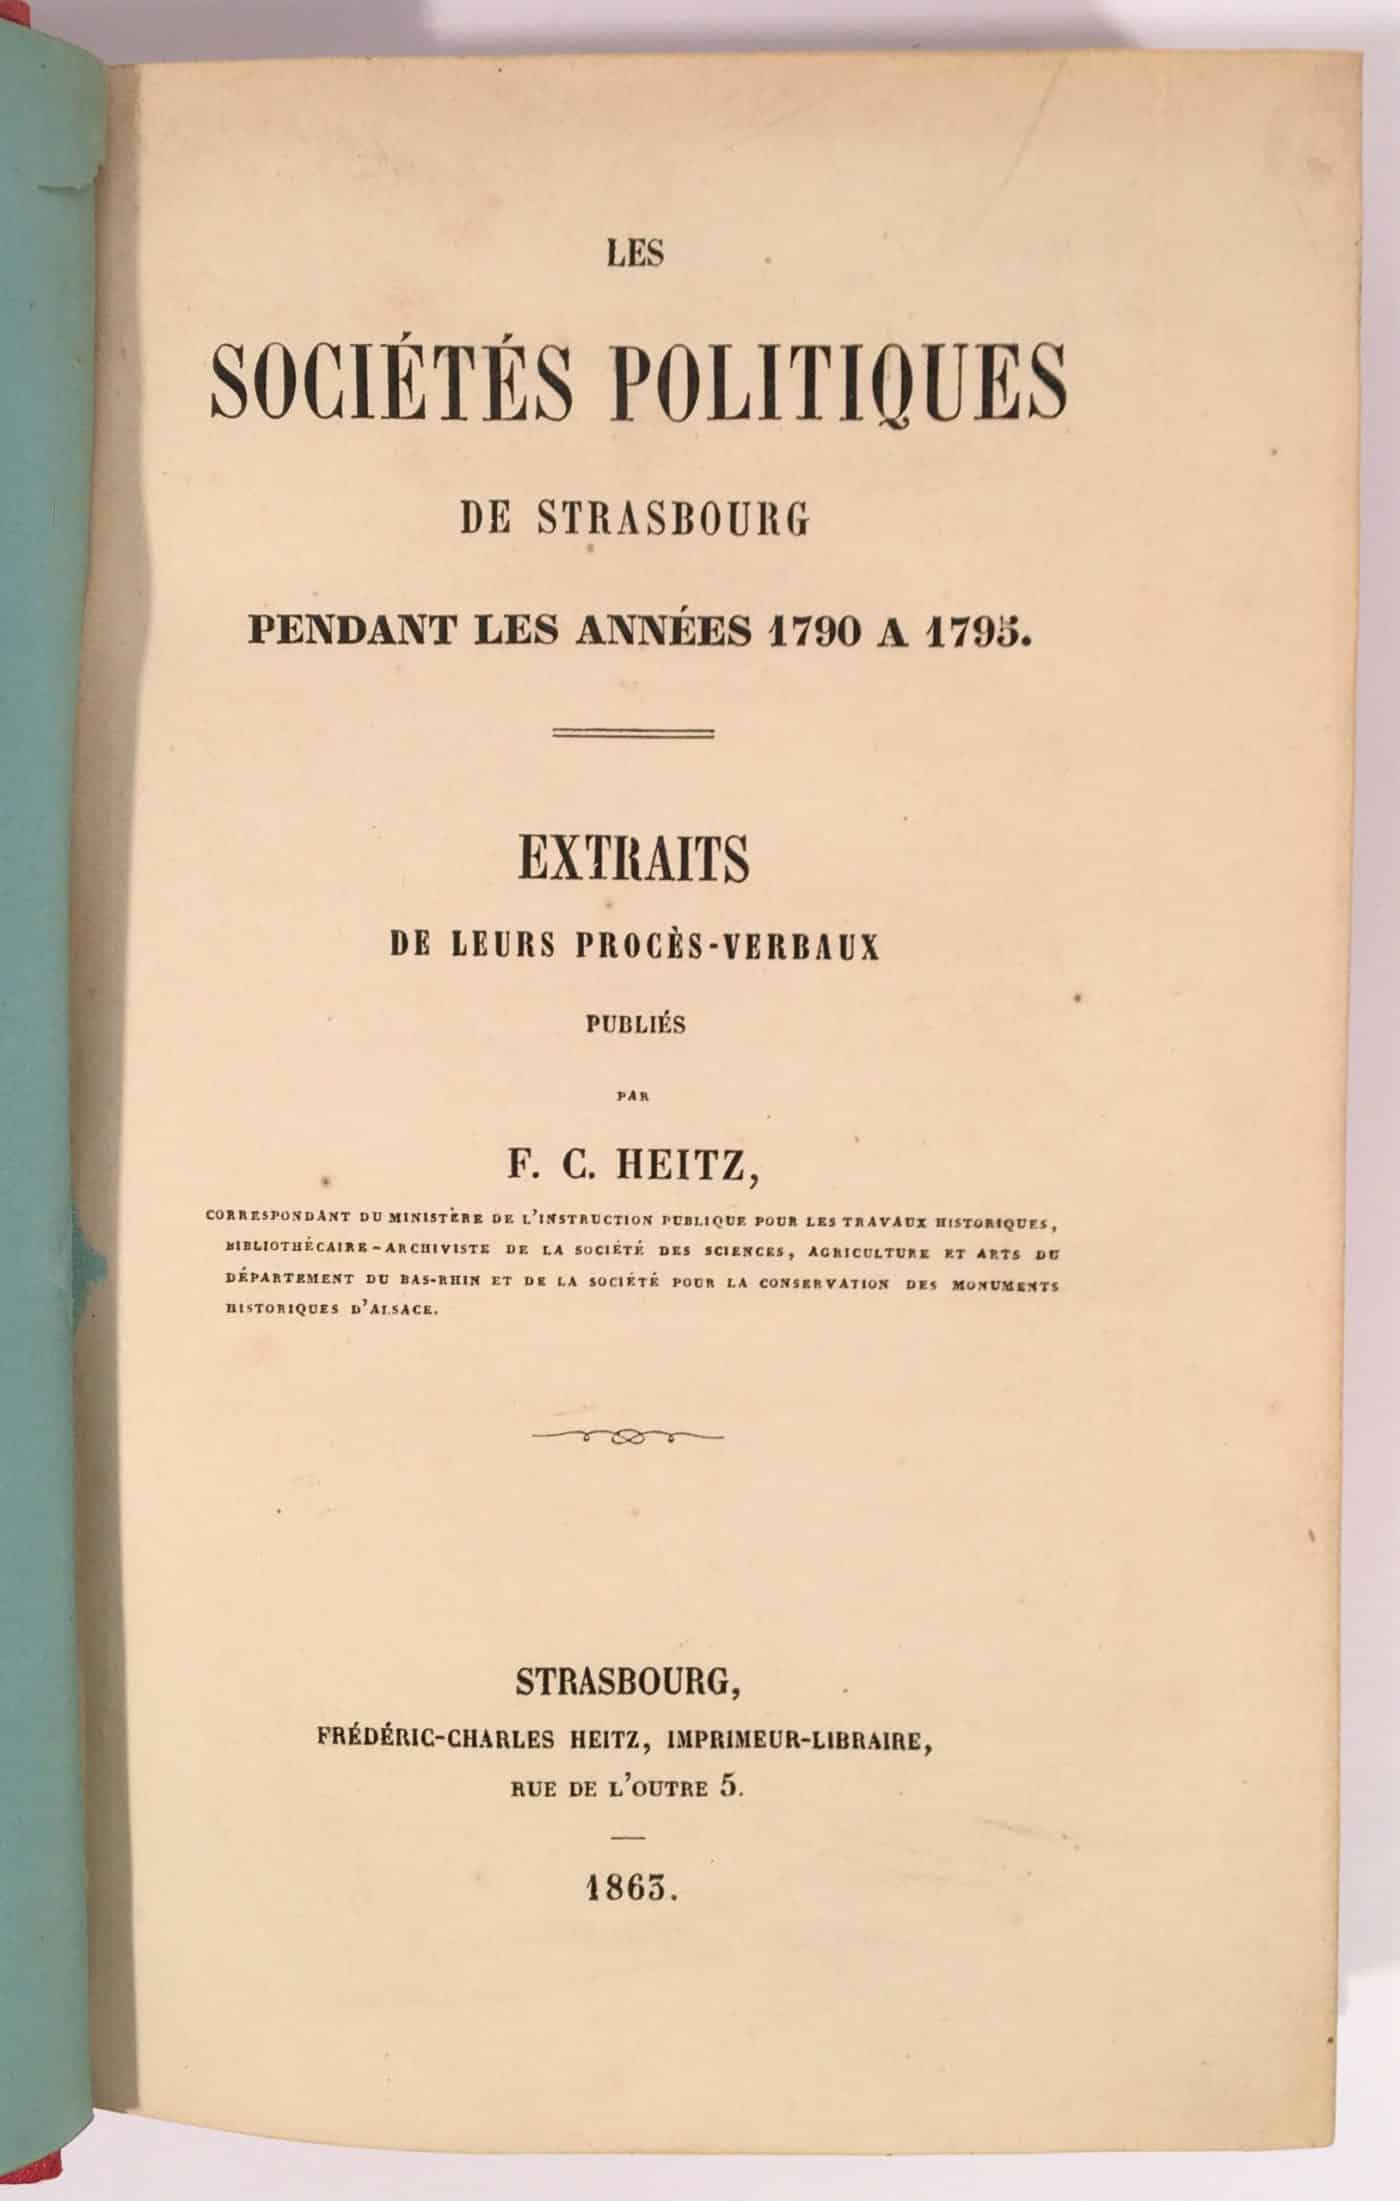 LES
SOCIÉTÉS POLITIQUES
DE STRASBOURG
PENDANT LES ANNÉES 1790 A 1795.
EXTRAITS
DE LEURS PROCÈS-VERBAUX
PUBLIÉS
PAR
F. C. HEITZ,
CORRESPONDANT DU MINISTÈRE DE L'INSTRUCTION PUBLIQUE POUR LES TRAVAUX HISTORIQUES,
BIBLIOTHÉCAIRE-ARCHIVISTE DE LA SOCIÉTÉ DES SCIENCES, AGRICULTURE ET ARTS DU
DÉPARTEMENT DU BAS-RHIN ET DE LA SOCIÉTÉ POUR LA CONSERVATION DES MONUMENTS
HISTORIQUES D'ALSACE.
STRASBOURG,
FRÉDÉRIC-CHARLES HEITZ, IMPRIMEUR-LIBRAIRE,
RUE DE L'OUTRE 5.
1863.